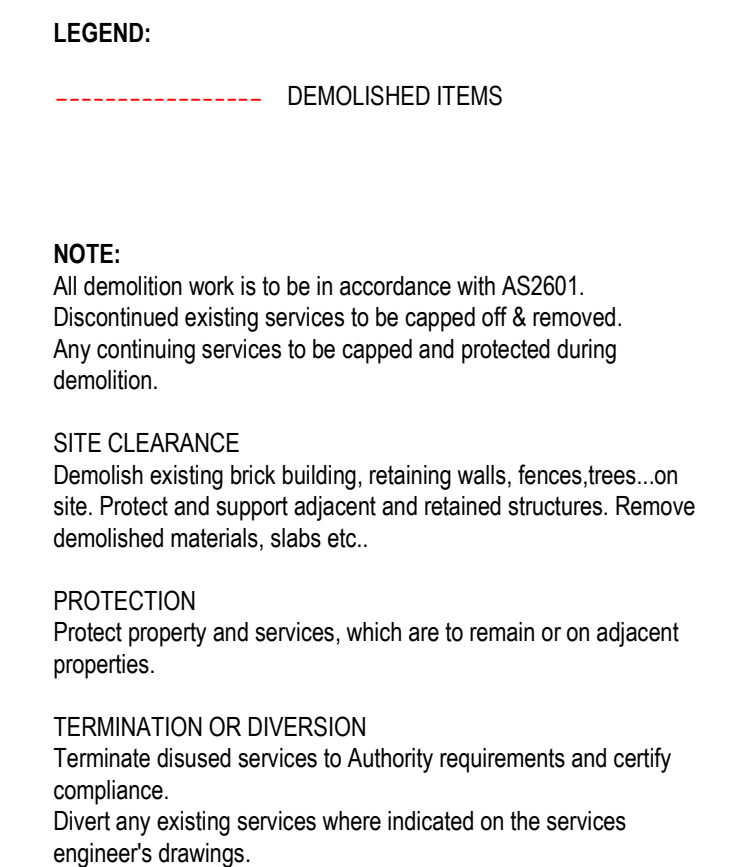 LEGEND:
DEMOLISHED ITEMS
NOTE:
All demolition work is to be in accordance with AS2601.
Discontinued existing services to be capped off & removed.
Any continuing services to be capped and protected during
demolition.
SITE CLEARANCE
Demolish existing brick building, retaining walls, fences,trees...on
site. Protect and support adjacent and retained structures. Remove
demolished materials, slabs etc..
PROTECTION
Protect property and services, which are to remain or on adjacent
properties.
TERMINATION OR DIVERSION
Terminate disused services to Authority requirements and certify
compliance.
Divert any existing services where indicated on the services
engineer's drawings.